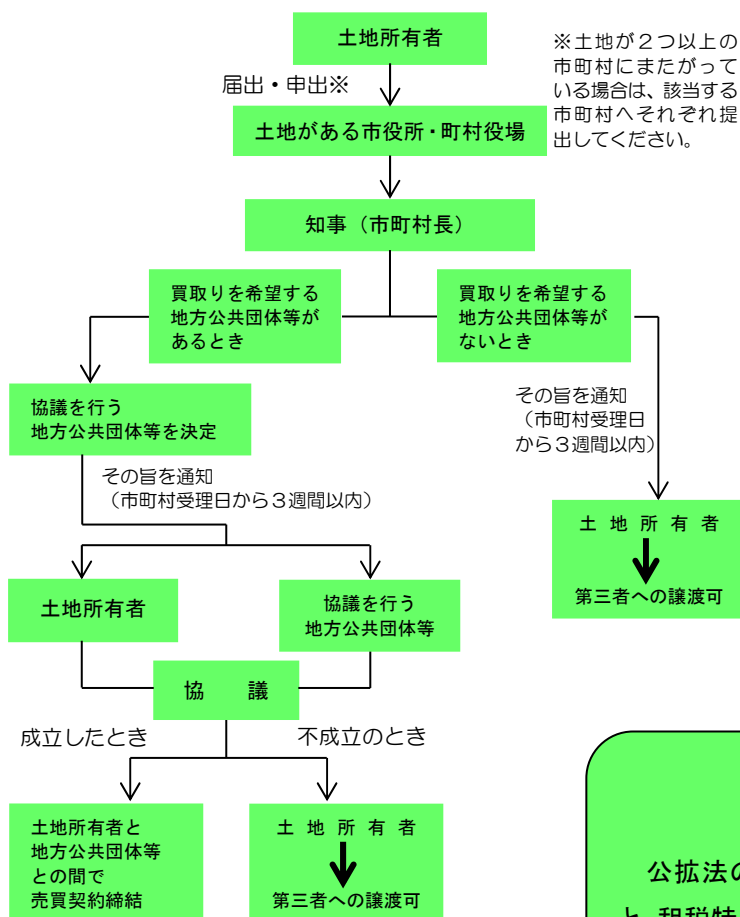 土地所有者
※土地が２つ以上の
市町村にまたがって
いる場合は、該当する
市町村へそれぞれ提
出してください。
届出・申出※
土地がある市役所・町村役場
知事（市町村長）
買取りを希望する
地方公共団体等が
あるとき
買取りを希望する
地方公共団体等が
ないとき
協議を行う
地方公共団体等を決定
その旨を通知
（市町村受理日
から３週間以内）
その旨を通知
（市町村受理日から３週間以内）
土 地 所 有 者
第三者への譲渡可
土地所有者
協議を行う
地方公共団体等
協　議
成立したとき
不成立のとき
土地所有者と
地方公共団体等
との間で
売買契約締結
土 地 所 有 者
第三者への譲渡可
公拡法の